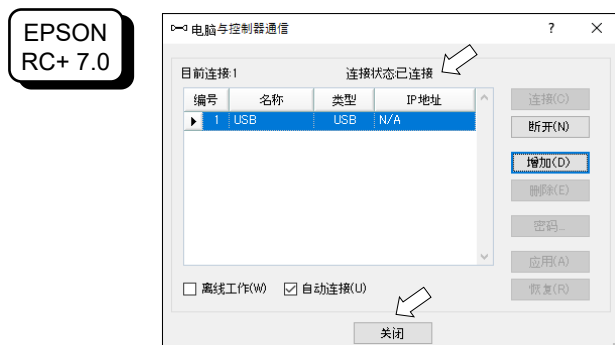 EPSON
RC+ 7.0
电脑与控制器通信
? ×
目前连接:1 连接状态:已连接
编号 名称 类型 IP地址
1 USB USB N/A
连接(C)
断开(N)
增加(D)
删除(E)
密码...
应用(A)
离线工作(W) 自动连接(U) 恢复(R)
关闭